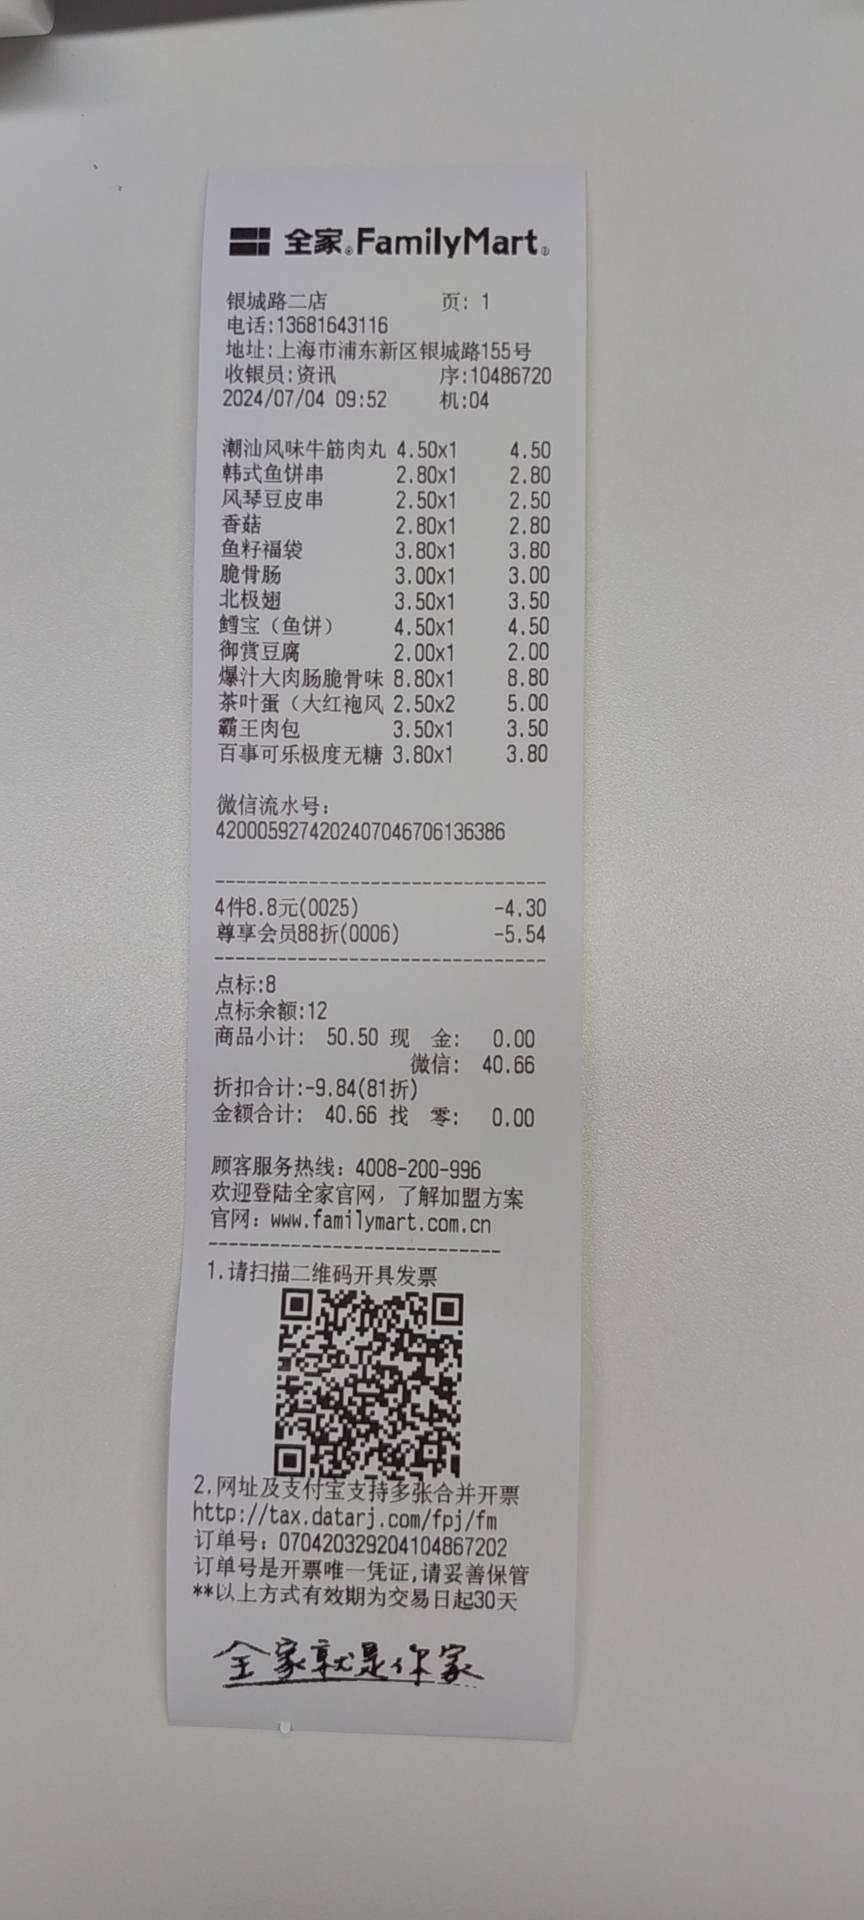 全家FamilyMart
银城路二店 页: 1
电话:13681643116
地址:上海市浦东新区银城路155号
收银员:资讯 序:10486720
2024/07/04 09:52 机:04
潮汕风味牛筋肉丸 4.50x1 4.50
韩式鱼饼串 2.80x1 2.80
风琴豆皮串 2.50x1 2.50
香菇 2.80x1 2.80
鱼籽福袋 3.80x1 3.80
脆骨肠 3.00x1 3.00
北极翅 3.50x1 3.50
鳕宝（鱼饼） 4.50x1 4.50
御赏豆腐 2.00x1 2.00
爆汁大肉肠脆骨味 8.80x1 8.80
茶叶蛋（大红袍风 2.50x2 5.00
霸王肉包 3.50x1 3.50
百事可乐极度无糖 3.80x1 3.80
微信流水号:
4200059274202407046706136386
4件8.8元(0025) -4.30
尊享会员88折(0006) -5.54
点标:8
点标余额:12
商品小计: 50.50 现 金: 0.00
微信: 40.66
折扣合计:-9.84(81折)
金额合计: 40.66 找 零: 0.00
顾客服务热线: 4008-200-996
欢迎登陆全家官网，了解加盟方案
官网: www.familymart.com.cn
1.请扫描二维码开具发票
2.网址及支付宝支持多张合并开票
http://tax.datarj.com/fpj/fm
订单号: 070420329204104867202
订单号是开票唯一凭证,请妥善保管
**以上方式有效期为交易日起30天
全家就是你家